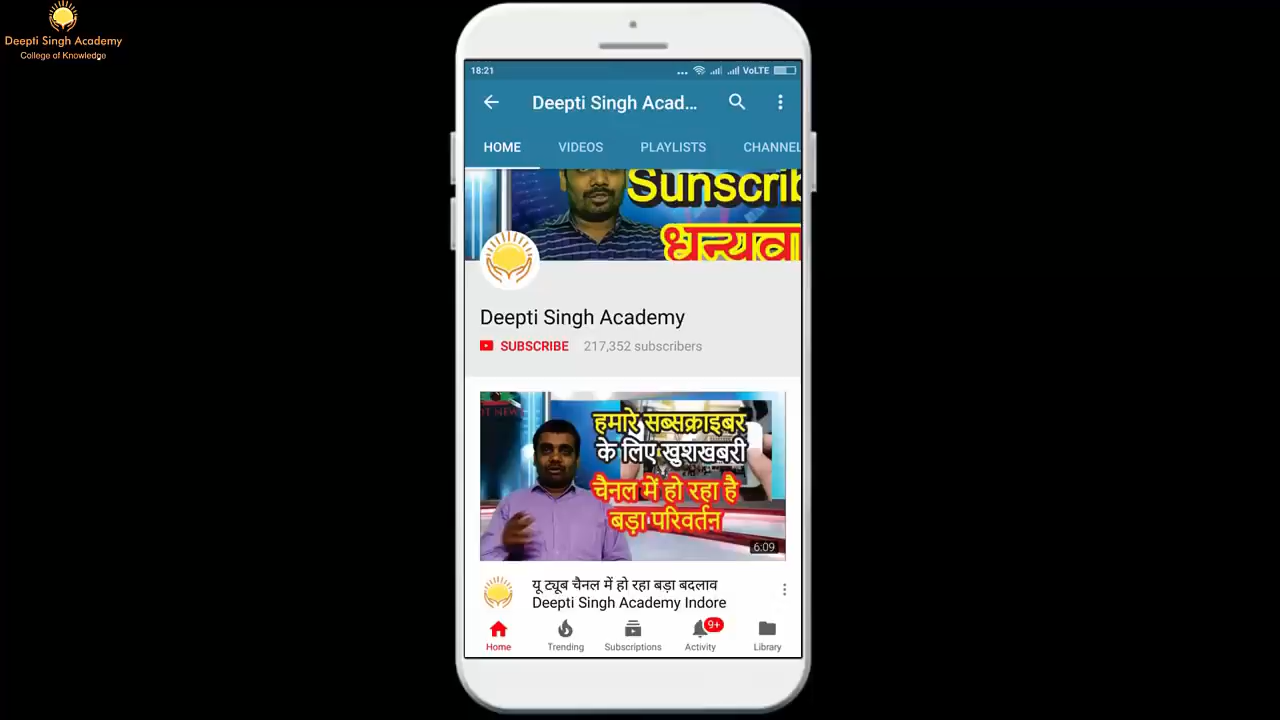 Deepti Singh Academy
College of Knowledge
18:21
VoLTE
Deepti Singh Acad...
HOME VIDEOS PLAYLISTS CHANNEL
Sunscrib
धन्यवा
Deepti Singh Academy
SUBSCRIBE 217,352 subscribers
हमारे सब्सक्राइबर
के लिए खुशखबरी
चैनल में हो रहा है
बड़ा परिवर्तन
6:09
यू ट्यूब चैनल में हो रहा बड़ा बदलाव
Deepti Singh Academy Indore
9+
Home Trending Subscriptions Activity Library